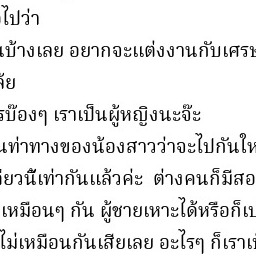 ไปว่า
บ้างเลย อยากจะแต่งงานกับเศรษ
ร์บ๊องๆ เราเป็นผู้หญิงนะจ๊ะ
ท่าทางของน้องสาวว่าจะไปกันให
ียวนี้เท่ากันแล้วค่ะ ต่างคนก็มีสอ
เหมือนๆ กัน ผู้ชายเหาะได้หรือก็เป
ไม่เหมือนกันเสียเลย อะไรๆ ก็เราเ